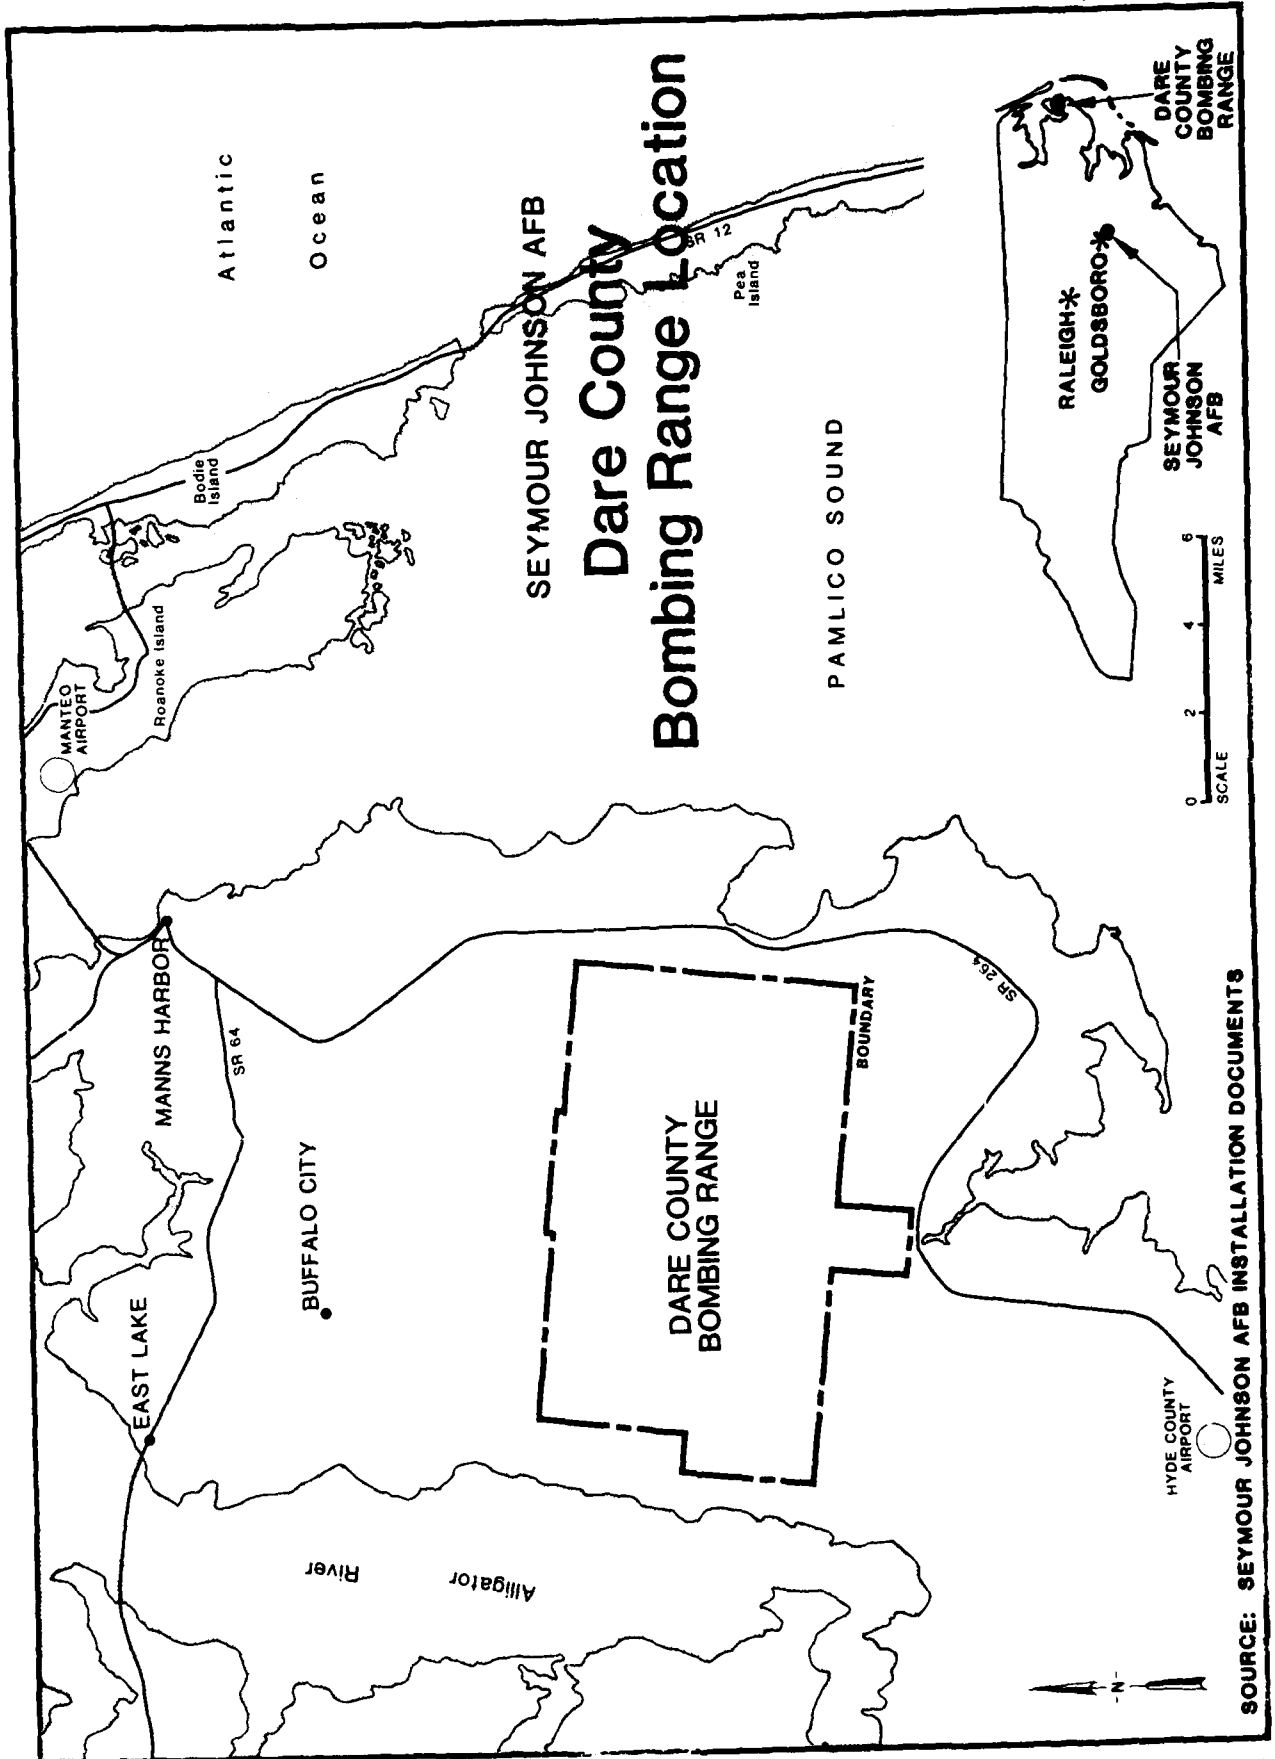 SEYMOUR JOHNSON AFB
Dare County
Bombing Range Location
Atlantic
Ocean
MANTEO
AIRPORT
Roanoke Island
Bodie
Island
SR 12
Pea
Island
PAMLICO SOUND
MANNS HARBOR
SR 64
EAST LAKE
BUFFALO CITY
Alligator
River
DARE COUNTY
BOMBING RANGE
BOUNDARY
SR 264
HYDE COUNTY
AIRPORT
-N-
0 2 4 6
SCALE MILES
RALEIGH
GOLDSBORO
SEYMOUR
JOHNSON
AFB
DARE
COUNTY
BOMBING
RANGE
SOURCE: SEYMOUR JOHNSON AFB INSTALLATION DOCUMENTS